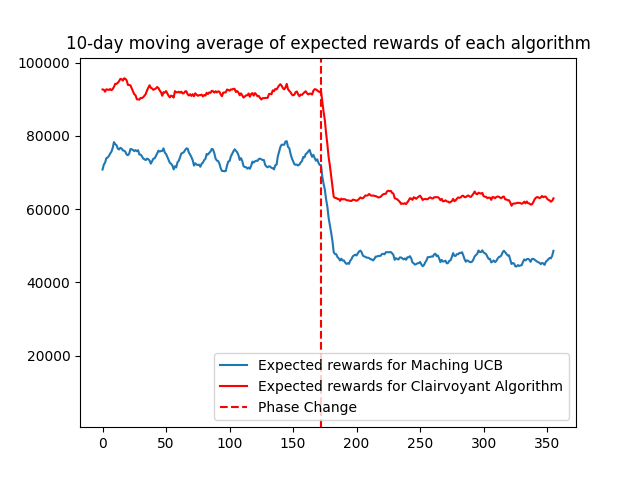 10-day moving average of expected rewards of each algorithm
100000
80000
60000
40000
20000
Expected rewards for Maching UCB
Expected rewards for Clairvoyant Algorithm
Phase Change
0 50 100 150 200 250 300 350